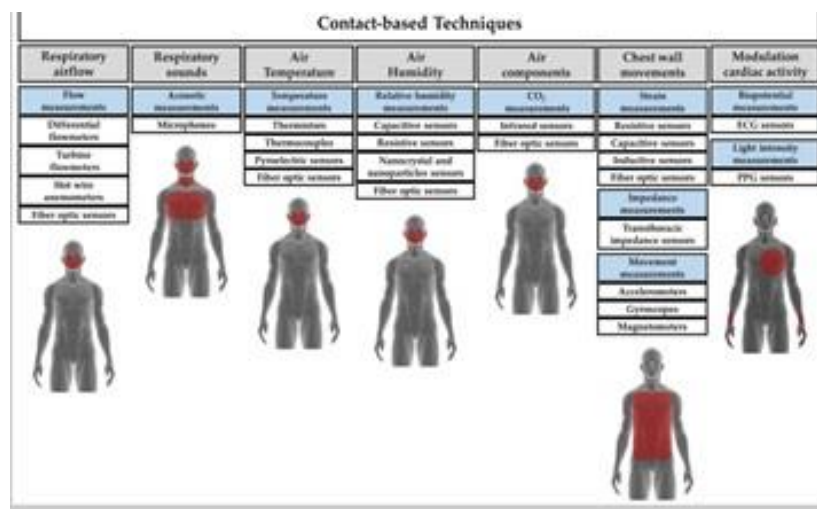 Contact-based Techniques
Respiratory
airflow
Flow
measurements
Differential
flowmeters
Turbine
flowmeters
Hot wire
anemometers
Fiber optic sensors
Respiratory
sounds
Acoustic
measurements
Microphones
Air
Temperature
Temperature
measurements
Thermistors
Thermocouples
Pyroelectric sensors
Fiber optic sensors
Air
Humidity
Relative humidity
measurements
Capacitive sensors
Resistive sensors
Nanocrystal and
nanoparticles sensors
Fiber optic sensors
Air
components
CO₂
measurements
Infrared sensors
Fiber optic sensors
Chest wall
movements
Strain
measurements
Resistive sensors
Capacitive sensors
Inductive sensors
Fiber optic sensors
Impedance
measurements
Transthoracic
impedance sensors
Movement
measurements
Accelerometers
Gyroscopes
Magnetometers
Modulation
cardiac activity
Biopotential
measurements
ECG sensors
Light intensity
measurements
PPG sensors